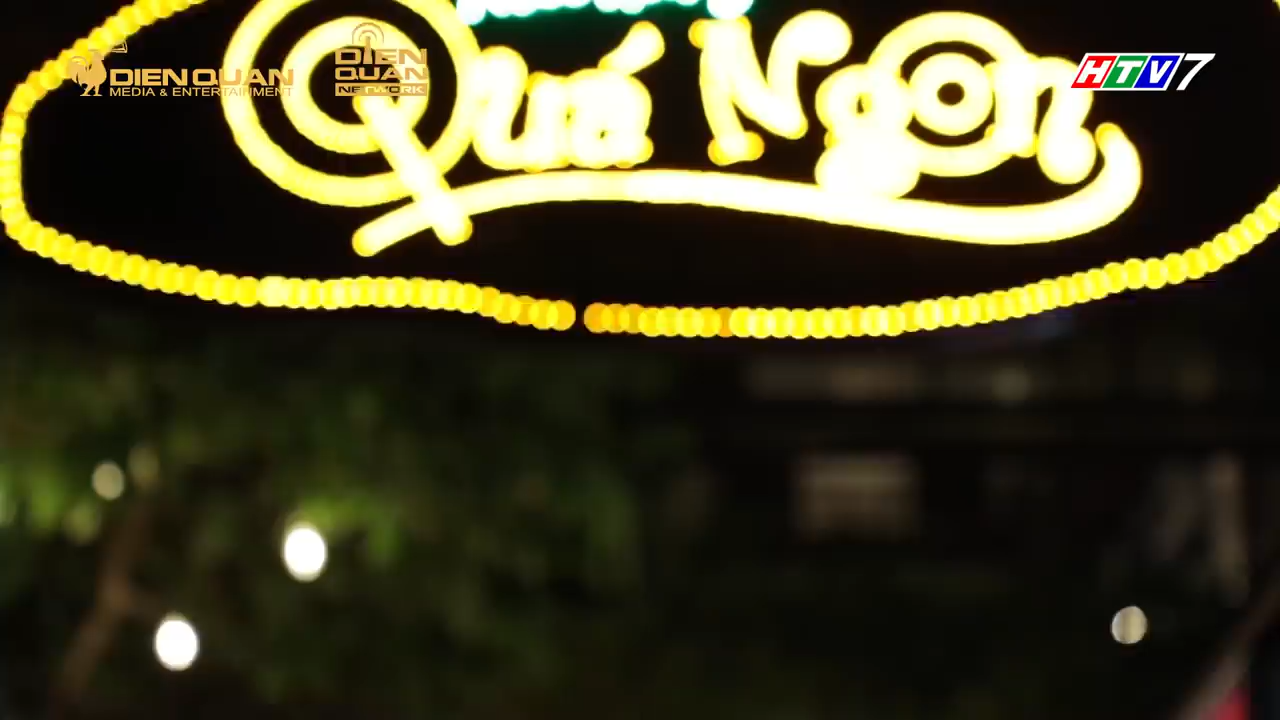 Quá Ngon
DIEN QUAN
MEDIA & ENTERTAINMENT
DIEN
QUAN
NETWORK
HTV7